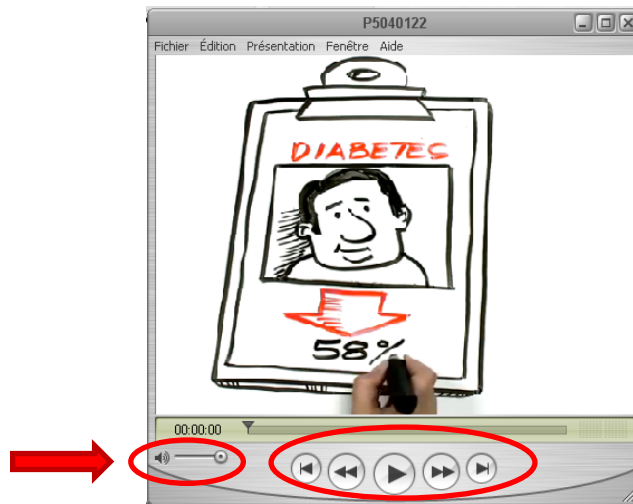 P5040122
Fichier Édition Présentation Fenêtre Aide
DIABETES
58%
00:00:00